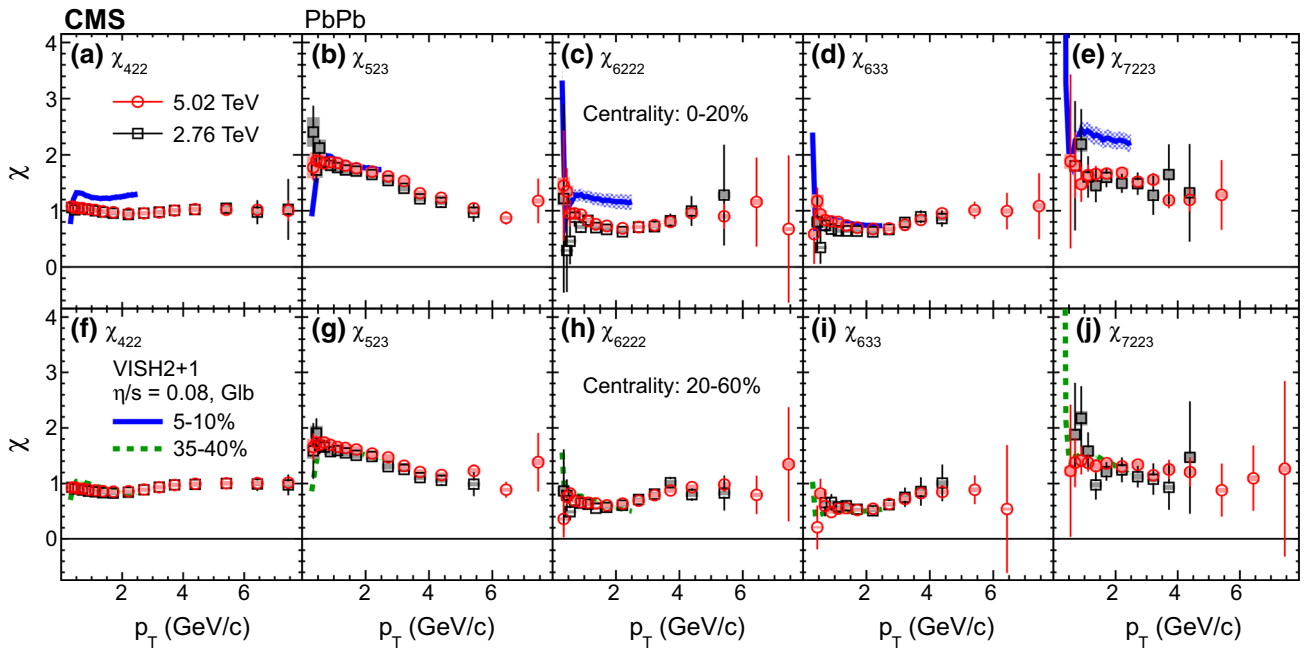 CMS PbPb
(a) χ422 (b) χ523 (c) χ6222 (d) χ633 (e) χ7223
5.02 TeV
2.76 TeV
Centrality: 0-20%
4
3
2
1
0
χ
(f) χ422 (g) χ523 (h) χ6222 (i) χ633 (j) χ7223
VISH2+1
η/s = 0.08, Glb
5-10%
35-40%
Centrality: 20-60%
4
3
2
1
0
χ
2 4 6 2 4 6 2 4 6 2 4 6 2 4 6
pT (GeV/c) pT (GeV/c) pT (GeV/c) pT (GeV/c) pT (GeV/c)